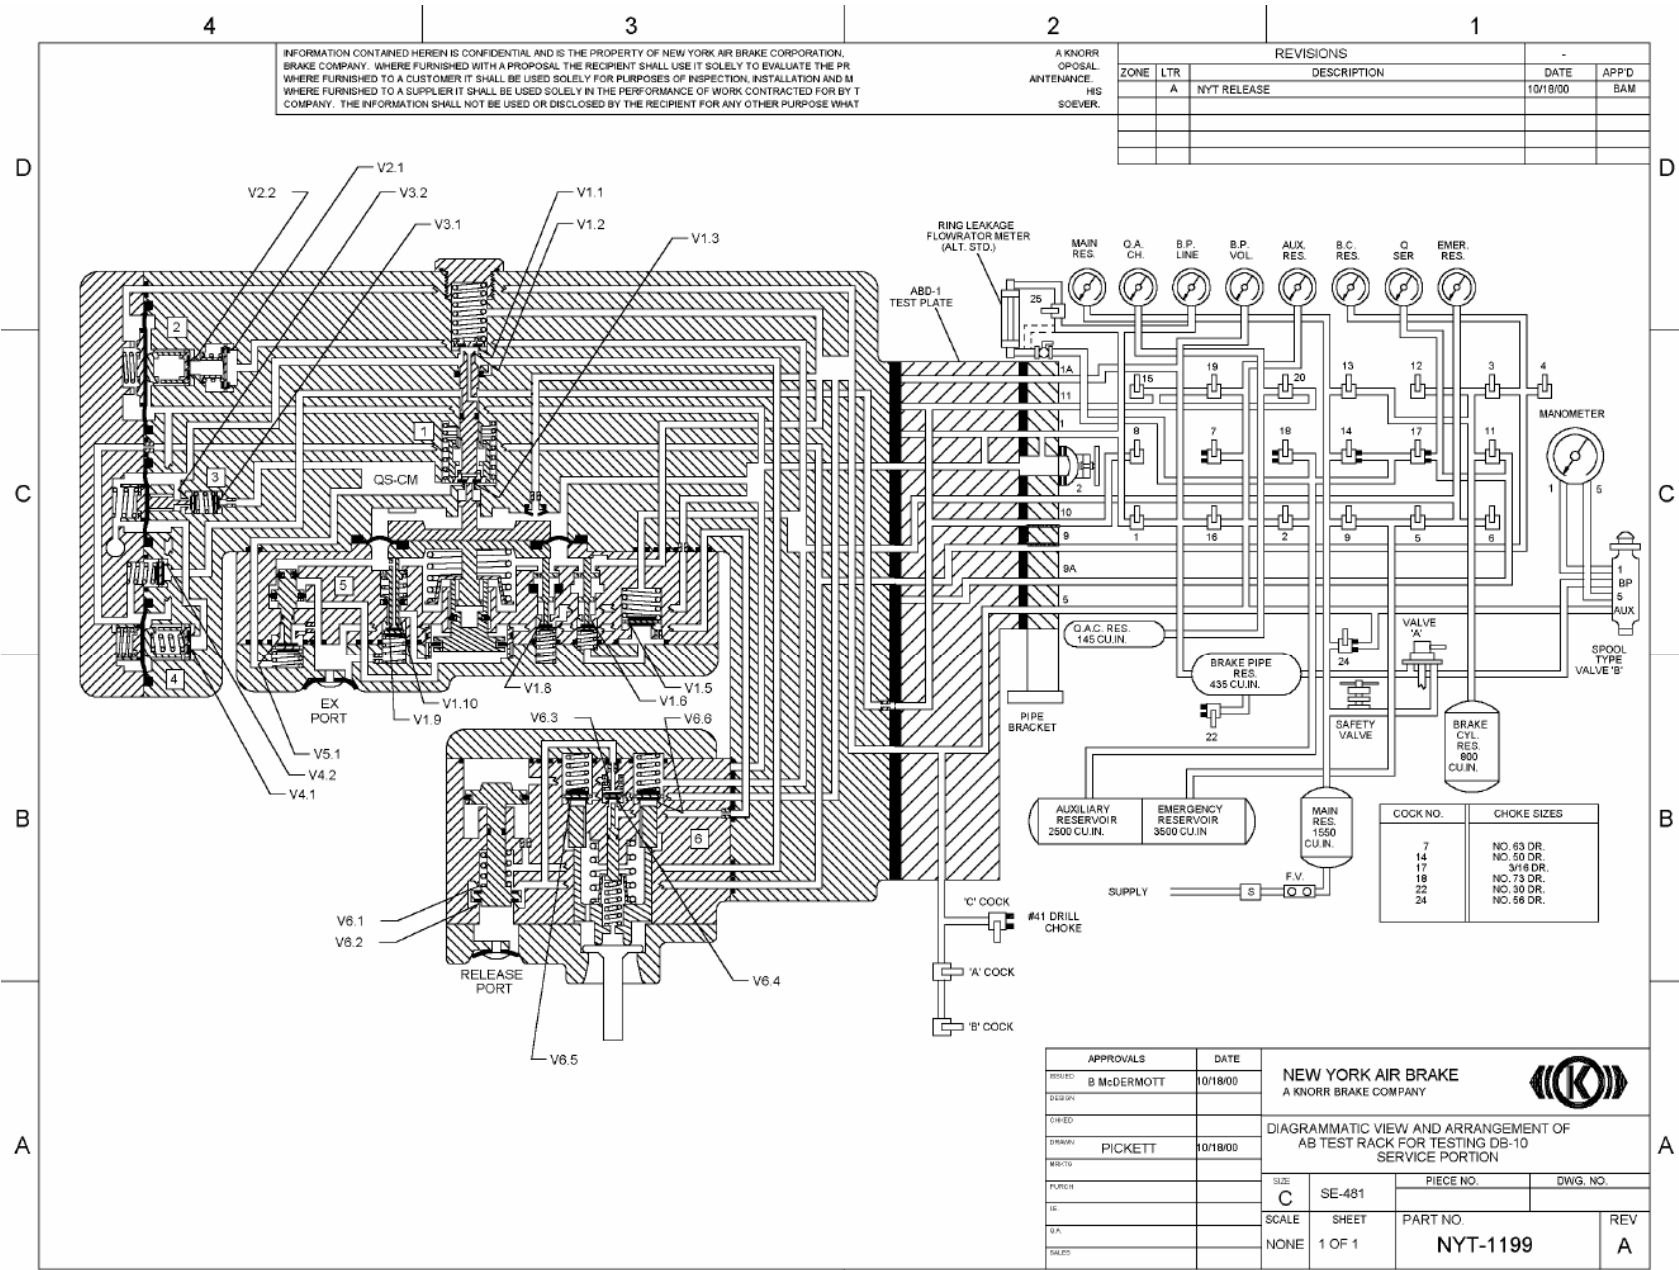 4
3
2
1
INFORMATION CONTAINED HEREIN IS CONFIDENTIAL AND IS THE PROPERTY OF NEW YORK AIR BRAKE CORPORATION,
BRAKE COMPANY. WHERE FURNISHED WITH A PROPOSAL THE RECIPIENT SHALL USE IT SOLELY TO EVALUATE THE PR
WHERE FURNISHED TO A CUSTOMER IT SHALL BE USED SOLELY FOR PURPOSES OF INSPECTION, INSTALLATION AND M
WHERE FURNISHED TO A SUPPLIER IT SHALL BE USED SOLELY IN THE PERFORMANCE OF WORK CONTRACTED FOR BY T
COMPANY. THE INFORMATION SHALL NOT BE USED OR DISCLOSED BY THE RECIPIENT FOR ANY OTHER PURPOSE WHAT
A KNORR
OPOSAL.
AINTENANCE.
HIS
SOEVER.
REVISIONS
-
ZONE LTR DESCRIPTION DATE APP'D
A NYT RELEASE 10/18/00 BAM
D
D
V2.1
V2.2
V3.2
V3.1
V1.1
V1.2
V1.3
RING LEAKAGE
FLOWRATOR METER
(ALT. STD.)
ABD-1
TEST PLATE
MAIN
RES.
Q.A.
CH.
B.P.
LINE
B.P.
VOL.
AUX.
RES.
B.C.
RES.
Q
SER
EMER.
RES.
25
2
1A
15
19
20
13
12
3
4
11
MANOMETER
1
1
8
7
18
14
17
11
3
QS-CM
C
C
2
1
5
10
9
1
16
2
9
5
6
9A
5
5
1
BP
5
AUX
Q.A.C. RES.
145 CU.IN.
VALVE
'A'
24
SPOOL
TYPE
VALVE 'B'
BRAKE PIPE
RES.
435 CU.IN.
4
V1.8
V1.5
V1.6
V1.10
V1.9
EX
PORT
V6.3
V6.6
PIPE
BRACKET
22
SAFETY
VALVE
BRAKE
CYL.
RES.
800
CU.IN.
V5.1
V4.2
V4.1
B
B
AUXILIARY
RESERVOIR
2500 CU.IN.
EMERGENCY
RESERVOIR
3500 CU.IN
MAIN
RES.
1550
CU.IN.
COCK NO. CHOKE SIZES
7 NO. 63 DR.
14 NO. 50 DR.
17 3/16 DR.
18 NO. 73 DR.
22 NO. 30 DR.
24 NO. 56 DR.
6
F.V.
SUPPLY
S
V6.1
V6.2
'C' COCK
#41 DRILL
CHOKE
RELEASE
PORT
V6.4
'A' COCK
'B' COCK
V6.5
A
A
APPROVALS DATE
ISSUED B McDERMOTT 10/18/00
DESIGN
CHKED
DRAWN PICKETT 10/18/00
MRKTG
PURCH
I.E.
Q.A.
SALES
NEW YORK AIR BRAKE
A KNORR BRAKE COMPANY
K
DIAGRAMMATIC VIEW AND ARRANGEMENT OF
AB TEST RACK FOR TESTING DB-10
SERVICE PORTION
SIZE
C
SE-481
PIECE NO.
DWG. NO.
SCALE
NONE
SHEET
1 OF 1
PART NO.
NYT-1199
REV
A